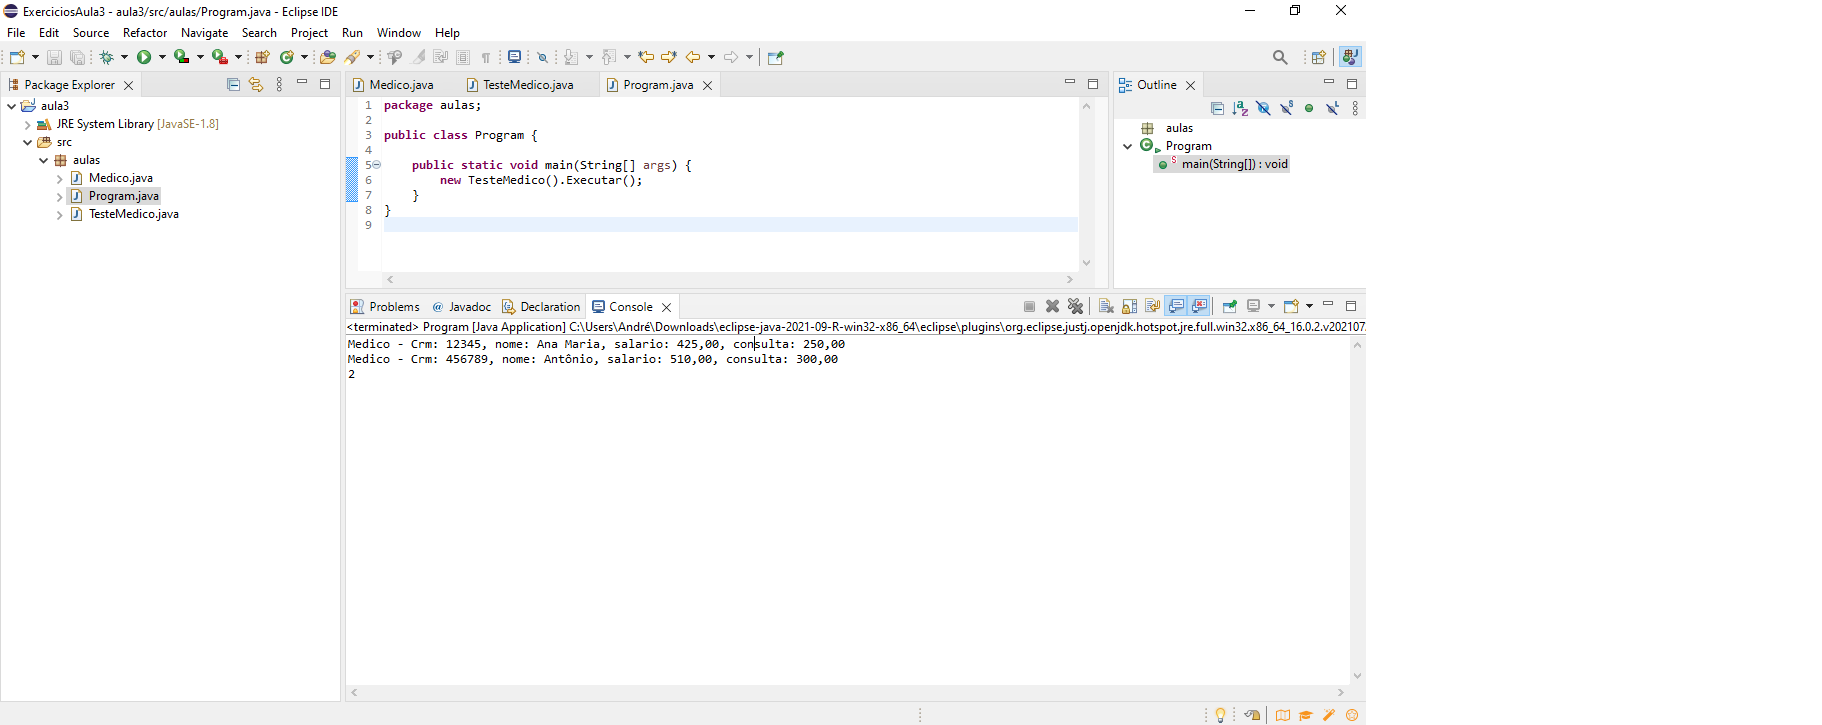 ExerciciosAula3 - aula3/src/aulas/Program.java - Eclipse IDE
File Edit Source Refactor Navigate Search Project Run Window Help
Package Explorer
aula3
JRE System Library [JavaSE-1.8]
src
aulas
Medico.java
Program.java
TesteMedico.java
Medico.java TesteMedico.java Program.java
1 package aulas;
2
3 public class Program {
4
5 public static void main(String[] args) {
6 new TesteMedico().Executar();
7 }
8 }
9
Outline
aulas
Program
main(String[]) : void
Problems @ Javadoc Declaration Console
<terminated> Program [Java Application] C:\Users\André\Downloads\eclipse-java-2021-09-R-win32-x86_64\eclipse\plugins\org.eclipse.justj.openjdk.hotspot.jre.full.win32.x86_64_16.0.2.v202107
Medico - Crm: 12345, nome: Ana Maria, salario: 425,00, consulta: 250,00
Medico - Crm: 456789, nome: Antônio, salario: 510,00, consulta: 300,00
2